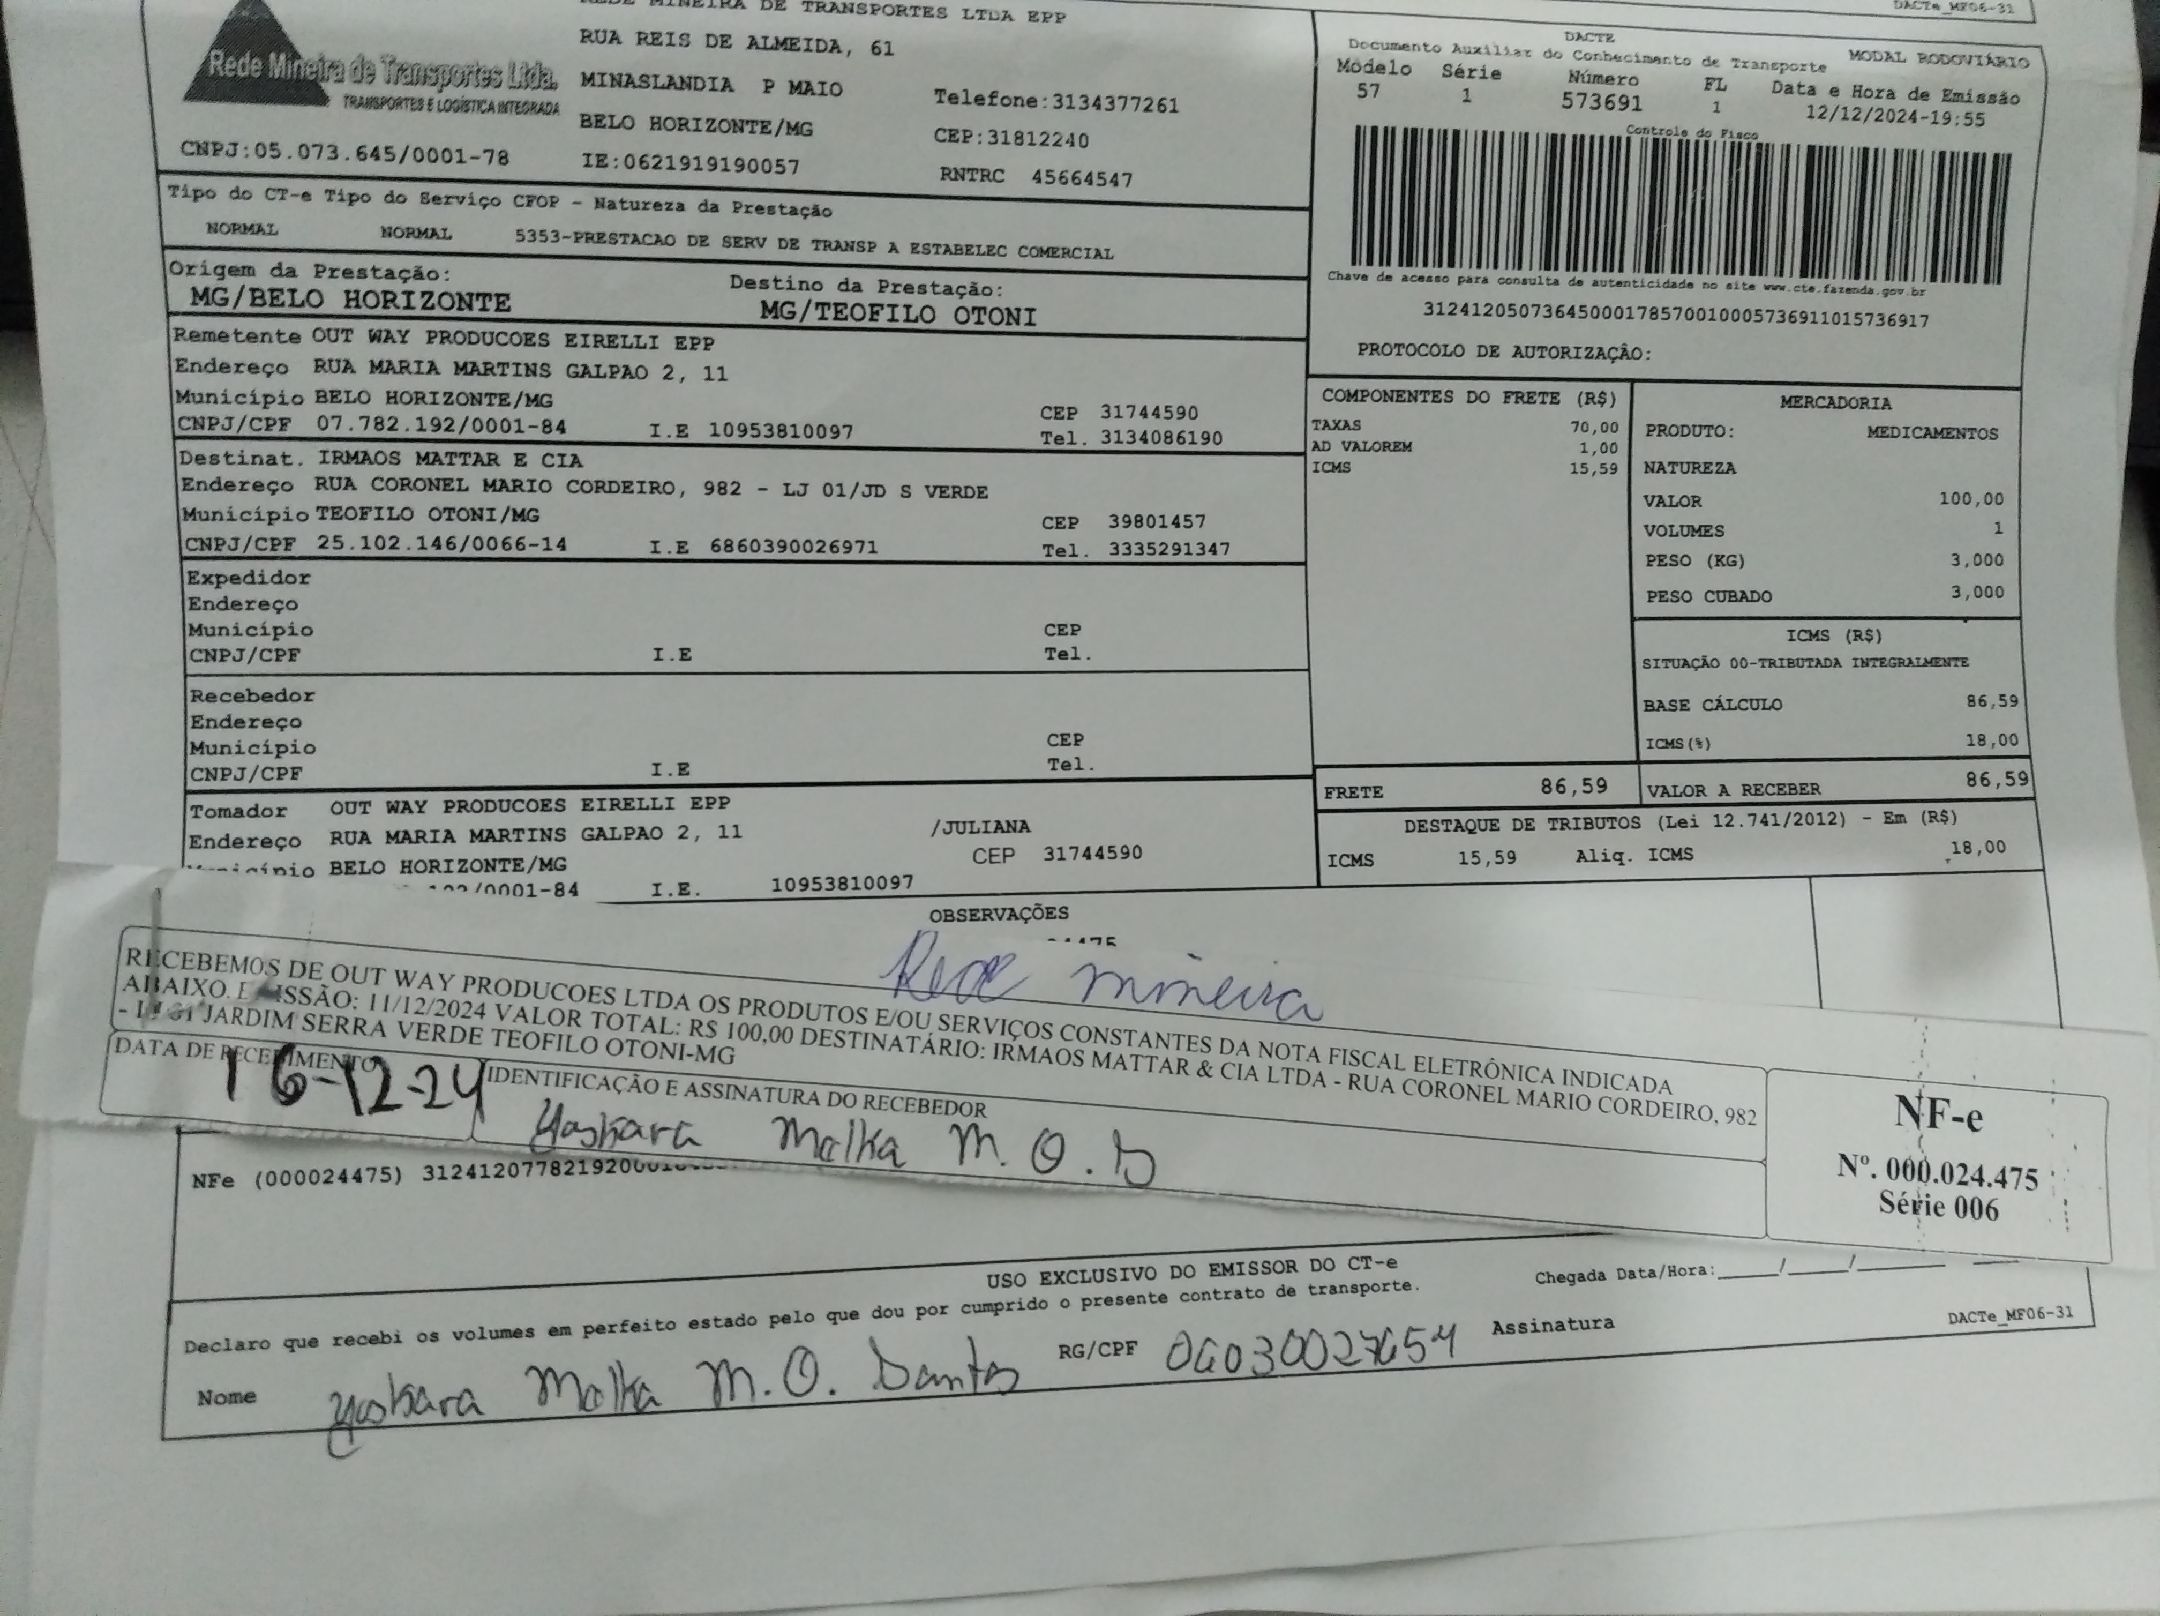 DACTe_MF06-31
REDE MINEIRA DE TRANSPORTES LTDA EPP
Rede Mineira de Transportes Ltda.
TRANSPORTES E LOGÍSTICA INTEGRADA
RUA REIS DE ALMEIDA, 61
MINASLANDIA P MAIO
Telefone:3134377261
BELO HORIZONTE/MG
CEP:31812240
CNPJ:05.073.645/0001-78
IE:0621919190057
RNTRC 45664547
DACTE
Documento Auxiliar do Conhecimento de Transporte
MODAL RODOVIÁRIO
Modelo Série Número FL Data e Hora de Emissão
57 1 573691 1 12/12/2024-19:55
Controle do Fisco
Chave de acesso para consulta de autenticidade no site www.cte.fazenda.gov.br
31241205073645000178570010005736911015736917
PROTOCOLO DE AUTORIZAÇÃO:
Tipo do CT-e Tipo do Serviço CFOP - Natureza da Prestação
NORMAL NORMAL 5353-PRESTACAO DE SERV DE TRANSP A ESTABELEC COMERCIAL
Origem da Prestação: Destino da Prestação:
MG/BELO HORIZONTE MG/TEOFILO OTONI
Remetente OUT WAY PRODUCOES EIRELLI EPP
Endereço RUA MARIA MARTINS GALPAO 2, 11
Município BELO HORIZONTE/MG CEP 31744590
CNPJ/CPF 07.782.192/0001-84 I.E 10953810097 Tel. 3134086190
Destinat. IRMAOS MATTAR E CIA
Endereço RUA CORONEL MARIO CORDEIRO, 982 - LJ 01/JD S VERDE
Município TEOFILO OTONI/MG CEP 39801457
CNPJ/CPF 25.102.146/0066-14 I.E 6860390026971 Tel. 3335291347
Expedidor
Endereço
Município CEP
CNPJ/CPF I.E Tel.
Recebedor
Endereço
Município CEP
CNPJ/CPF I.E Tel.
Tomador OUT WAY PRODUCOES EIRELLI EPP
Endereço RUA MARIA MARTINS GALPAO 2, 11 /JULIANA
Município BELO HORIZONTE/MG CEP 31744590
/0001-84 I.E. 10953810097
COMPONENTES DO FRETE (R$)
TAXAS 70,00
AD VALOREM 1,00
ICMS 15,59
MERCADORIA
PRODUTO: MEDICAMENTOS
NATUREZA
VALOR 100,00
VOLUMES 1
PESO (KG) 3,000
PESO CUBADO 3,000
ICMS (R$)
SITUAÇÃO 00-TRIBUTADA INTEGRALMENTE
BASE CÁLCULO 86,59
ICMS(%) 18,00
FRETE 86,59 VALOR A RECEBER 86,59
DESTAQUE DE TRIBUTOS (Lei 12.741/2012) - Em (R$)
ICMS 15,59 Aliq. ICMS 18,00
OBSERVAÇÕES
Rede mineira
RECEBEMOS DE OUT WAY PRODUCOES LTDA OS PRODUTOS E/OU SERVIÇOS CONSTANTES DA NOTA FISCAL ELETRÔNICA INDICADA
ABAIXO. EMISSÃO: 11/12/2024 VALOR TOTAL: R$ 100,00 DESTINATÁRIO: IRMAOS MATTAR & CIA LTDA - RUA CORONEL MARIO CORDEIRO, 982
- LJ 01 JARDIM SERRA VERDE TEOFILO OTONI-MG
DATA DE RECEBIMENTO
16-12-24
IDENTIFICAÇÃO E ASSINATURA DO RECEBEDOR
Yaskara Malka M. O. D
NF-e
Nº. 000.024.475
Série 006
NFe (000024475) 312412077821920001
USO EXCLUSIVO DO EMISSOR DO CT-e
Declaro que recebi os volumes em perfeito estado pelo que dou por cumprido o presente contrato de transporte.
Chegada Data/Hora:____/____/______
Nome Yaskara Malka M. O. Santos RG/CPF 06030027654 Assinatura
DACTe_MF06-31